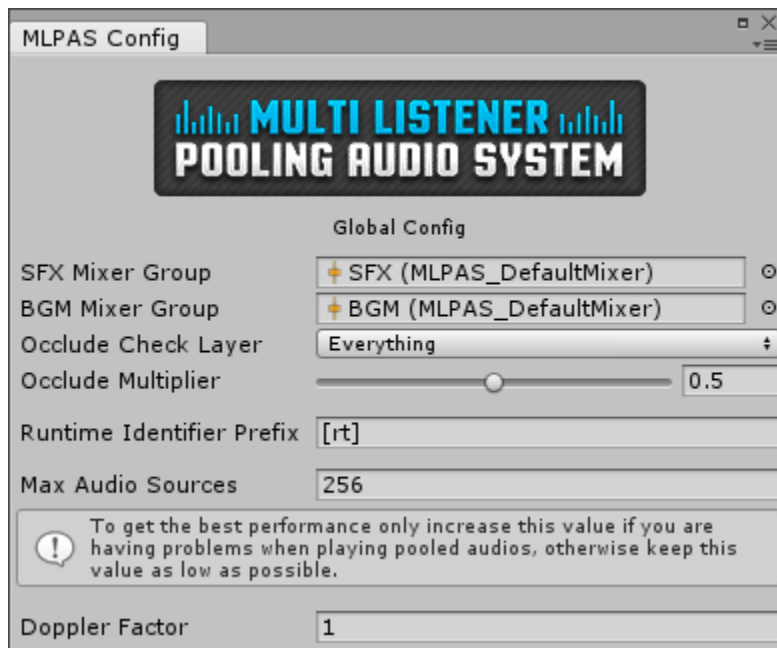 MLPAS Config
MULTI LISTENER
POOLING AUDIO SYSTEM
Global Config
SFX Mixer Group SFX (MLPAS_DefaultMixer)
BGM Mixer Group BGM (MLPAS_DefaultMixer)
Occlude Check Layer Everything
Occlude Multiplier 0.5
Runtime Identifier Prefix [rt]
Max Audio Sources 256
To get the best performance only increase this value if you are
having problems when playing pooled audios, otherwise keep this
value as low as possible.
Doppler Factor 1